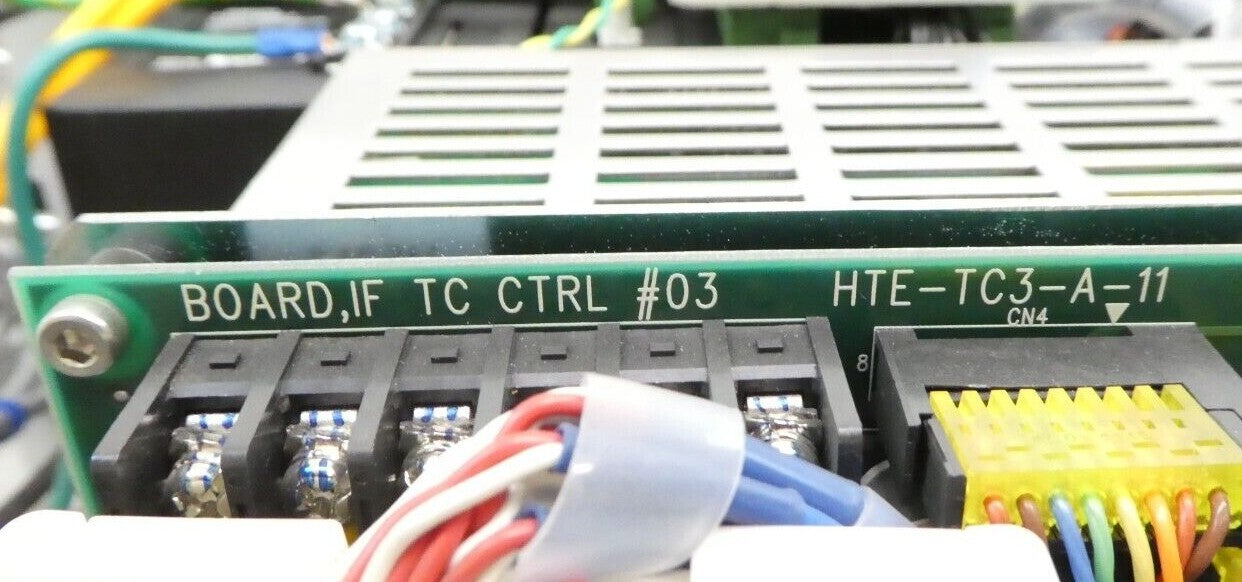 BOARD,IF TC CTRL #03 HTE-TC3-A-11
CN4
8